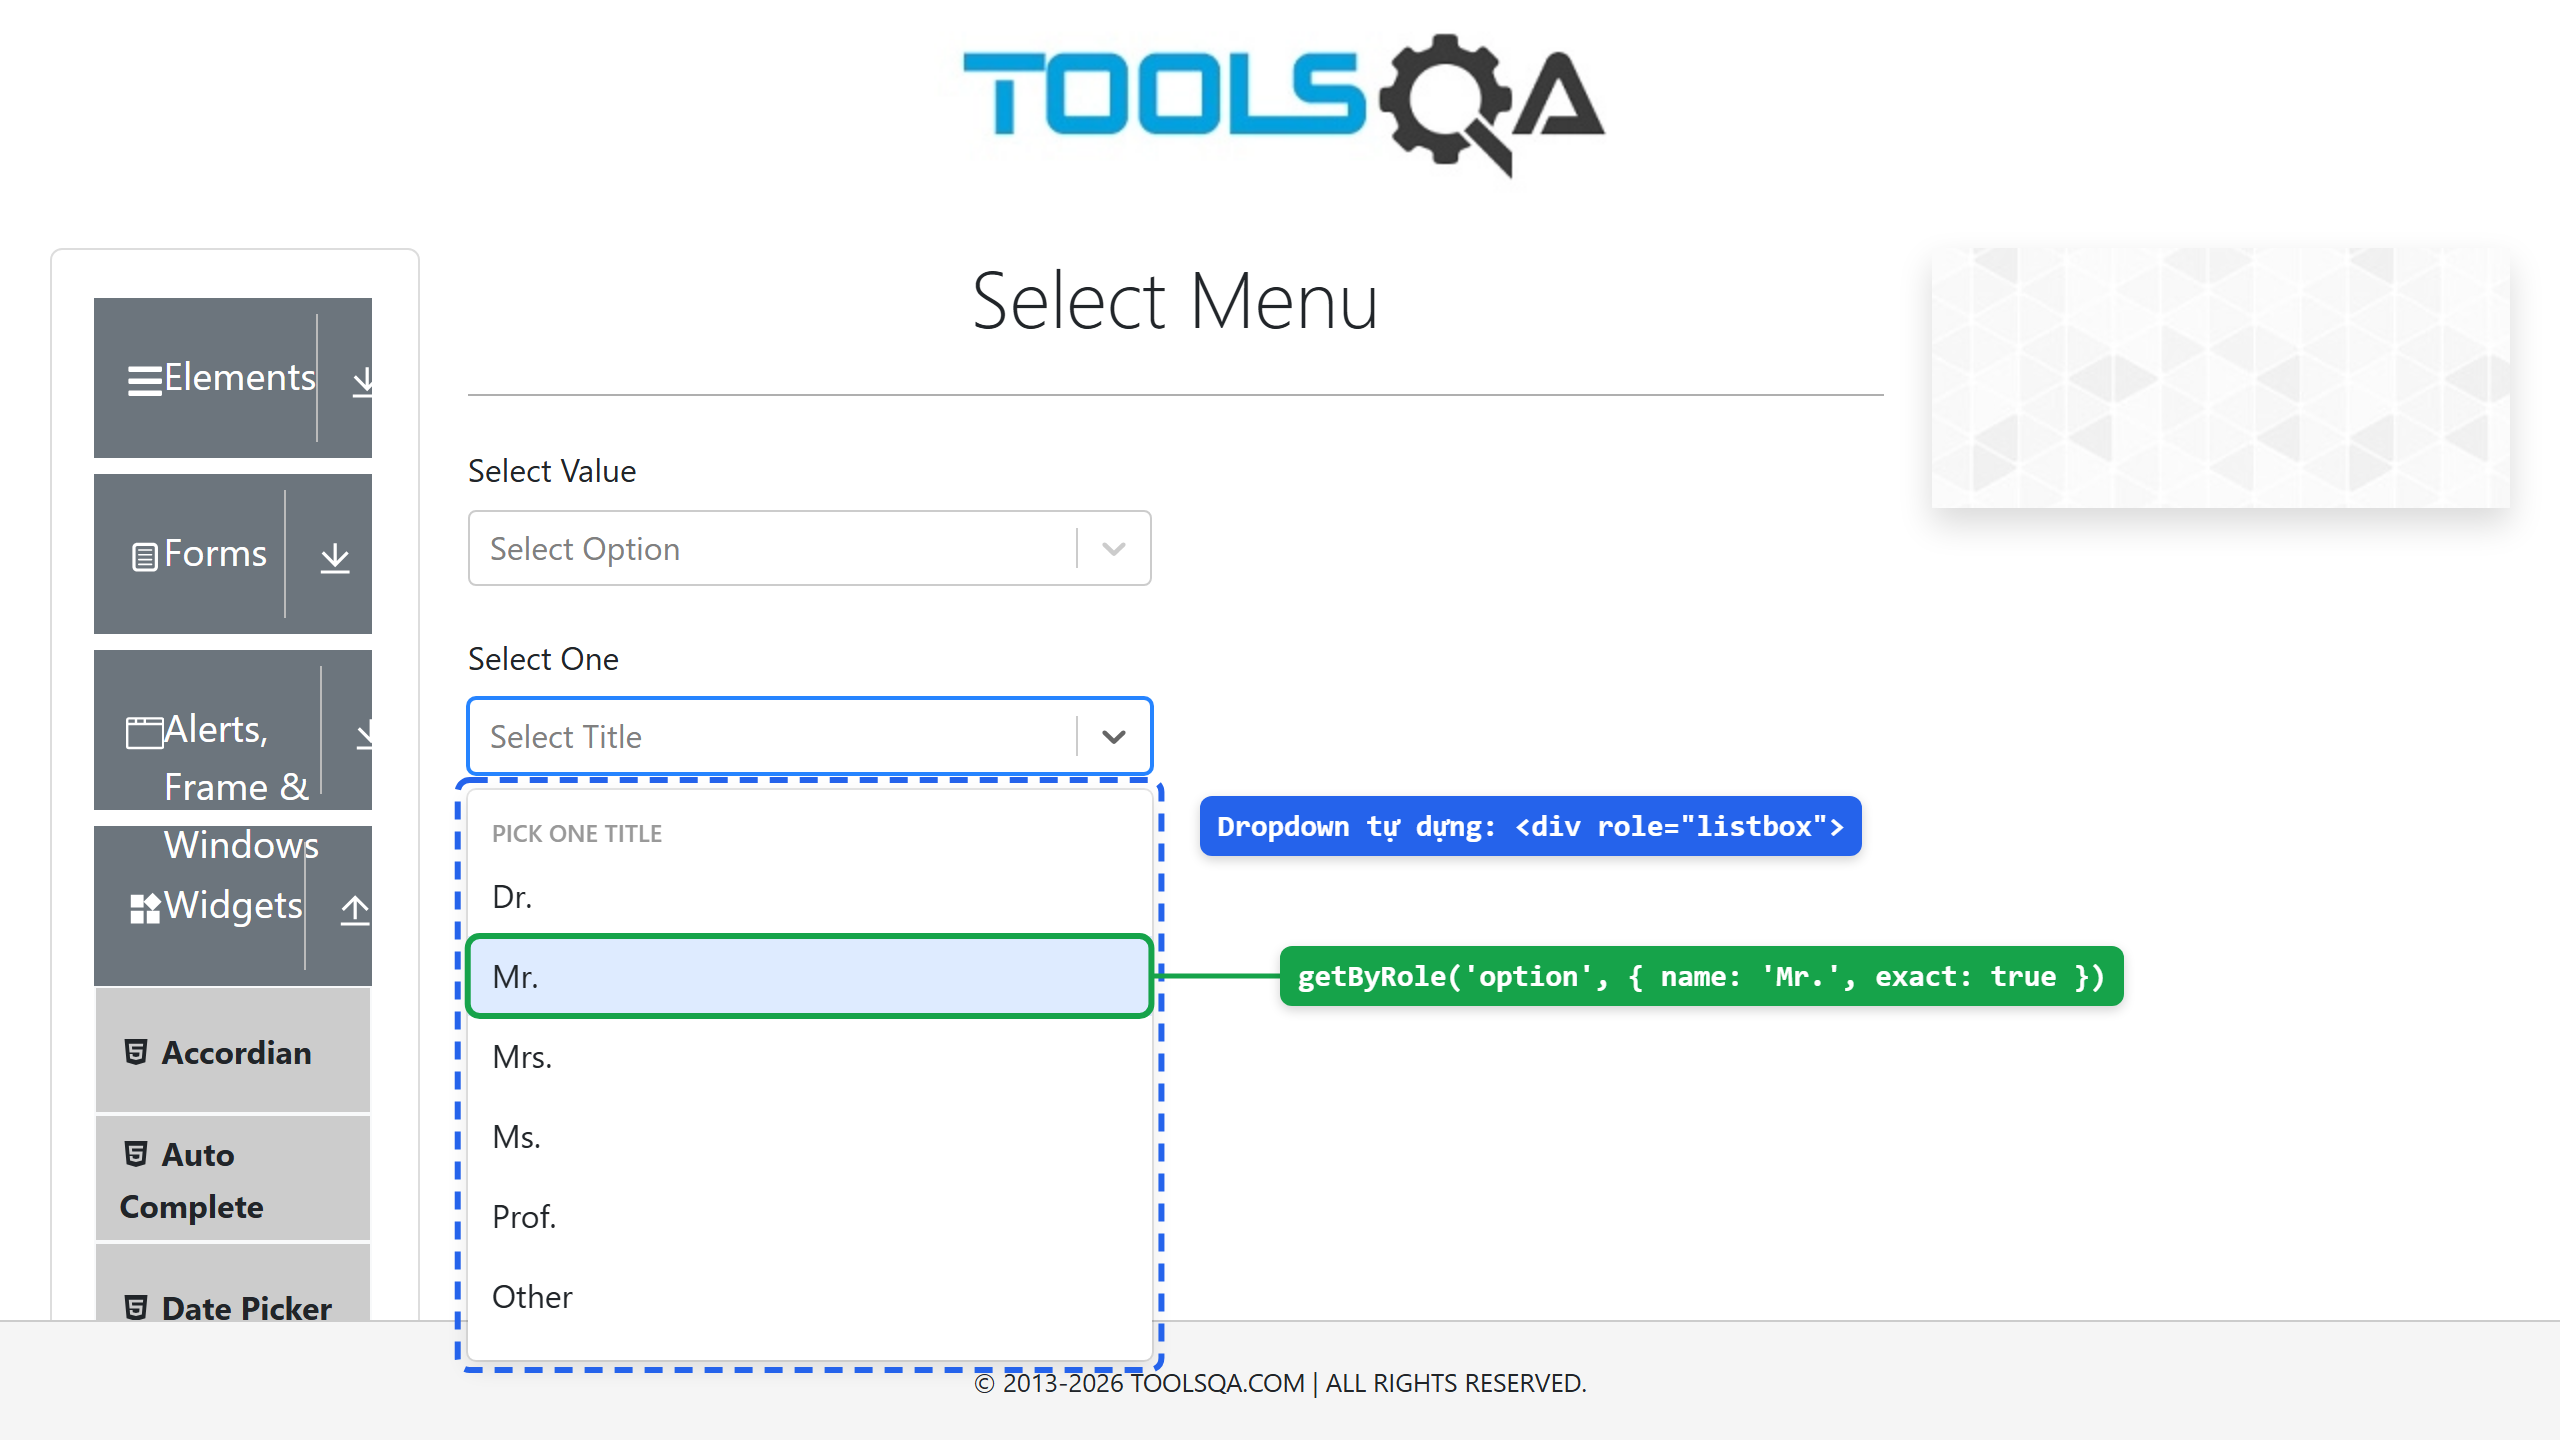 TOOLSQA
Select Menu
Elements
Forms
Alerts,
Frame &
Windows
Widgets
Accordian
Auto
Complete
Date Picker
Select Value
Select Option
Select One
Select Title
PICK ONE TITLE
Dr.
Mr.
Mrs.
Ms.
Prof.
Other
Dropdown tự dựng: <div role="listbox">
getByRole('option', { name: 'Mr.', exact: true })
© 2013-2026 TOOLSQA.COM | ALL RIGHTS RESERVED.